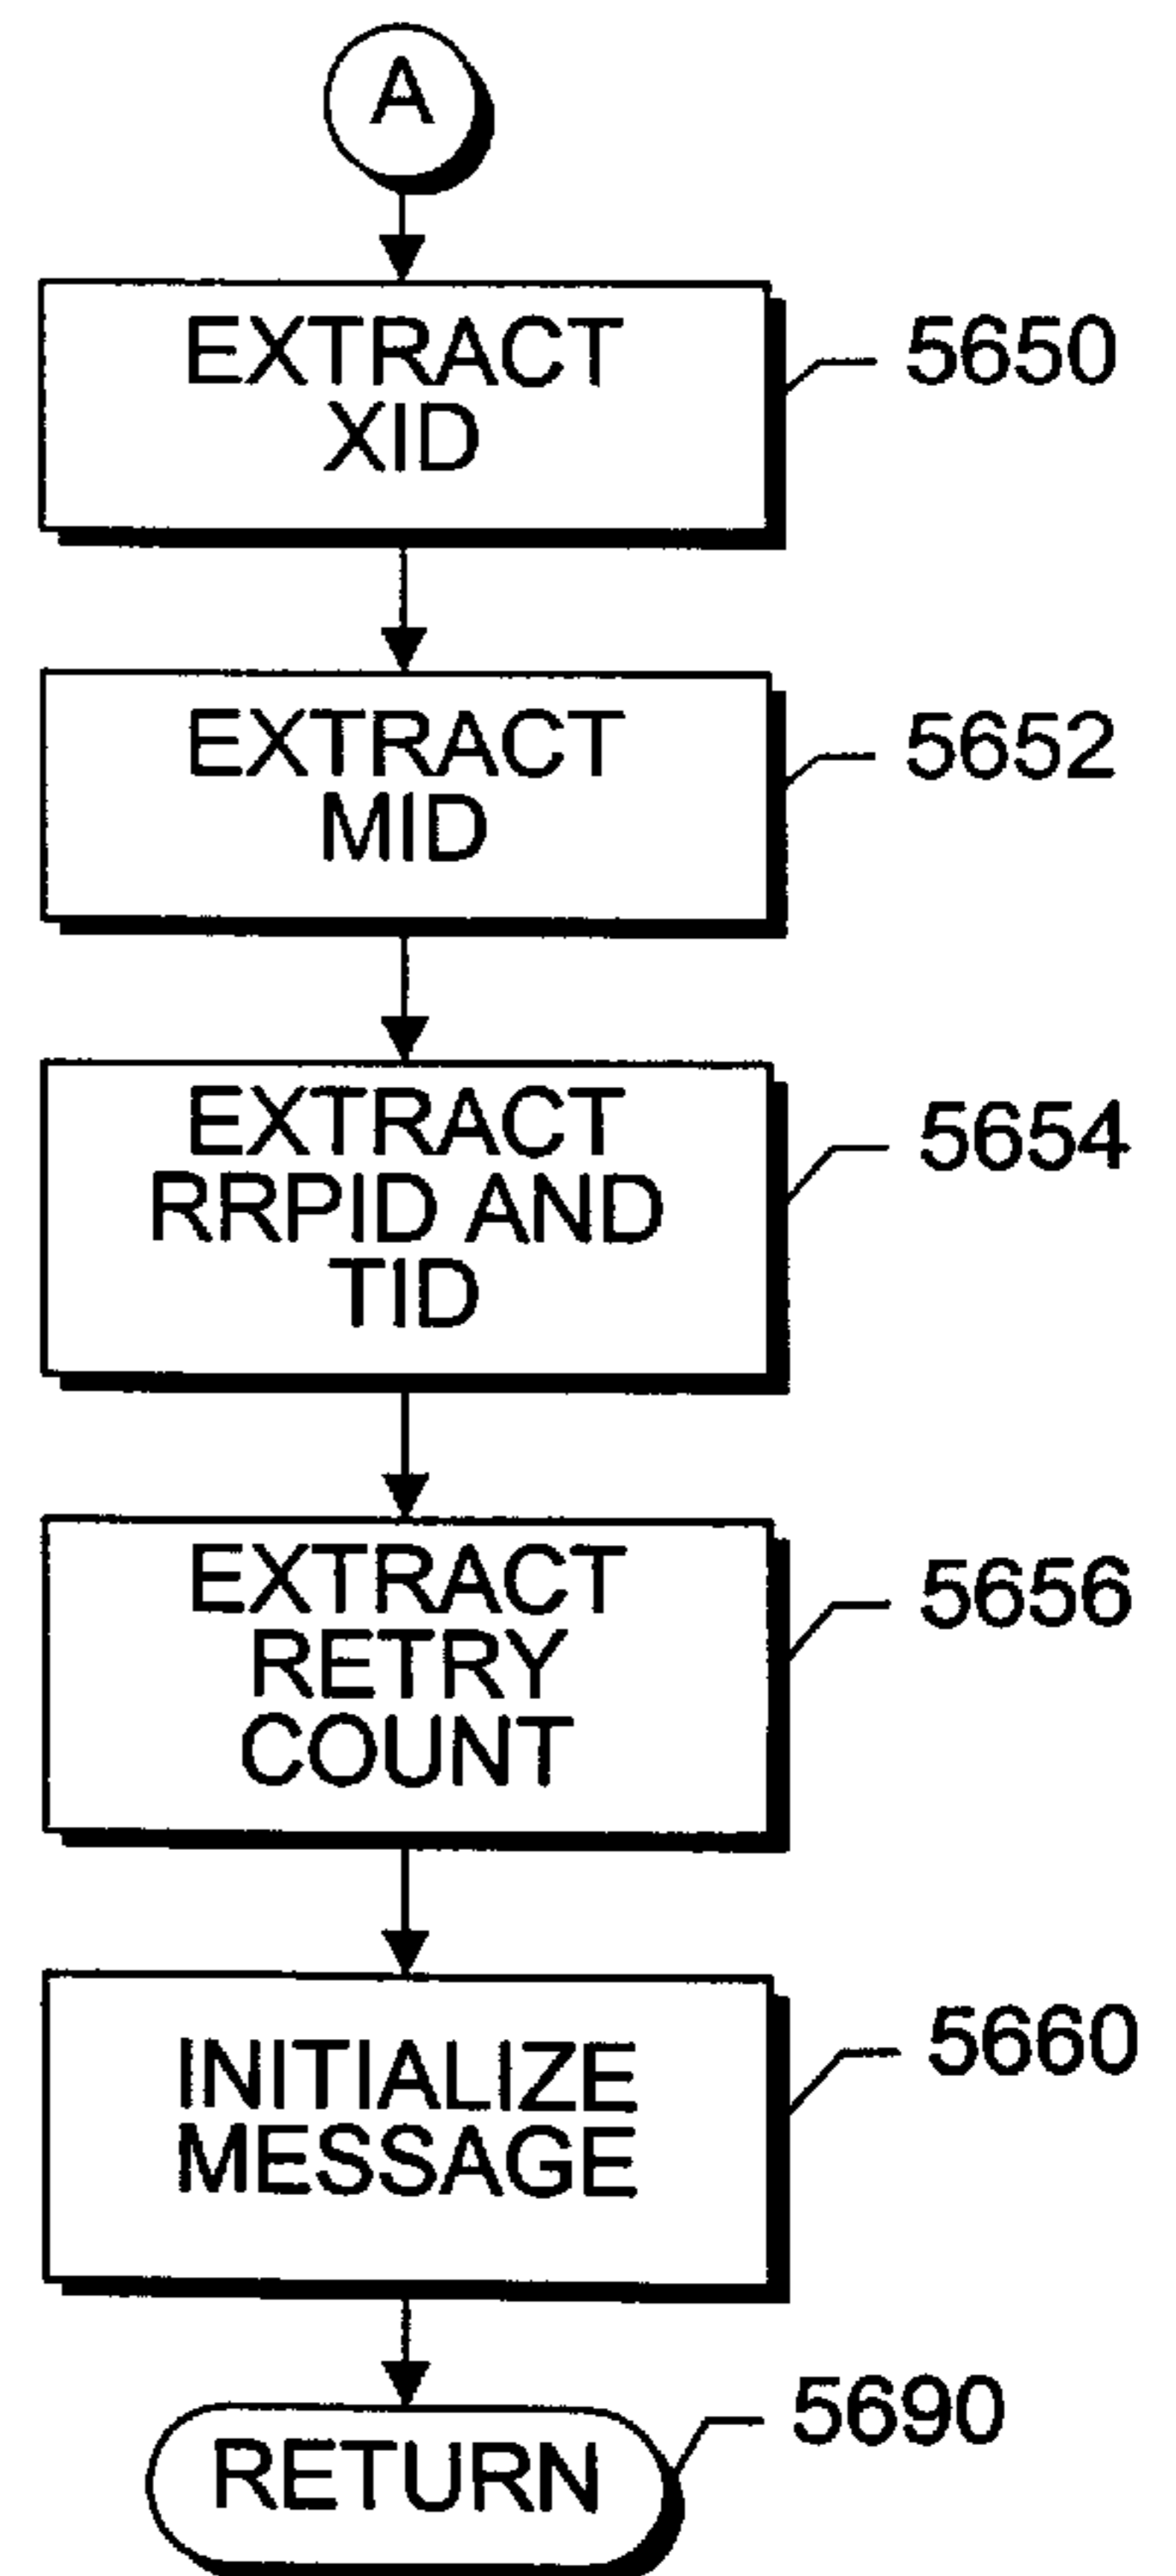 A
EXTRACT
XID
5650
EXTRACT
MID
5652
EXTRACT
RRPID AND
TID
5654
EXTRACT
RETRY
COUNT
5656
INITIALIZE
MESSAGE
5660
RETURN
5690